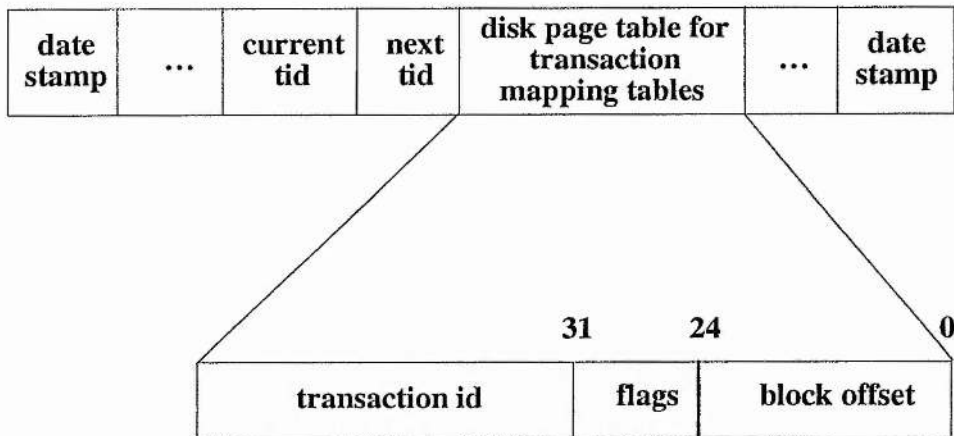 date
stamp
...
current
tid
next
tid
disk page table for
transaction
mapping tables
...
date
stamp
31
24
0
transaction id
flags
block offset